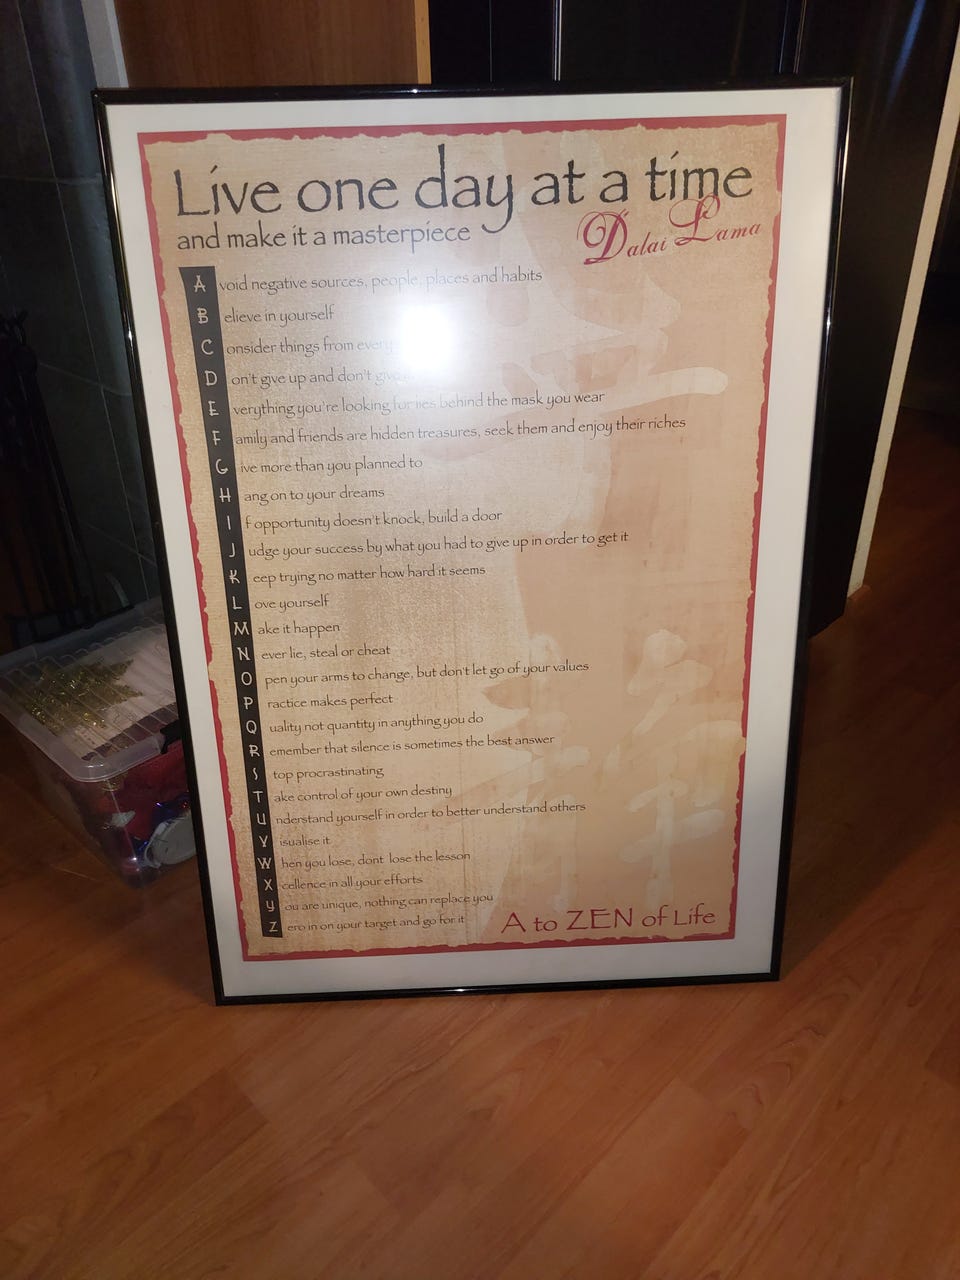 Live one day at a time
and make it a masterpiece
Dalai Lama
Avoid negative sources, people, places and habits
Believe in yourself
Consider things from every
Don't give up and don't give
Everything you're looking for lies behind the mask you wear
Family and friends are hidden treasures, seek them and enjoy their riches
Give more than you planned to
Hang on to your dreams
If opportunity doesn't knock, build a door
Judge your success by what you had to give up in order to get it
Keep trying no matter how hard it seems
Love yourself
Make it happen
Never lie, steal or cheat
Open your arms to change, but don't let go of your values
Practice makes perfect
Quality not quantity in anything you do
Remember that silence is sometimes the best answer
Stop procrastinating
Take control of your own destiny
Understand yourself in order to better understand others
Visualise it
When you lose, dont lose the lesson
Xcellence in all your efforts
You are unique, nothing can replace you
Zero in on your target and go for it
A to ZEN of Life